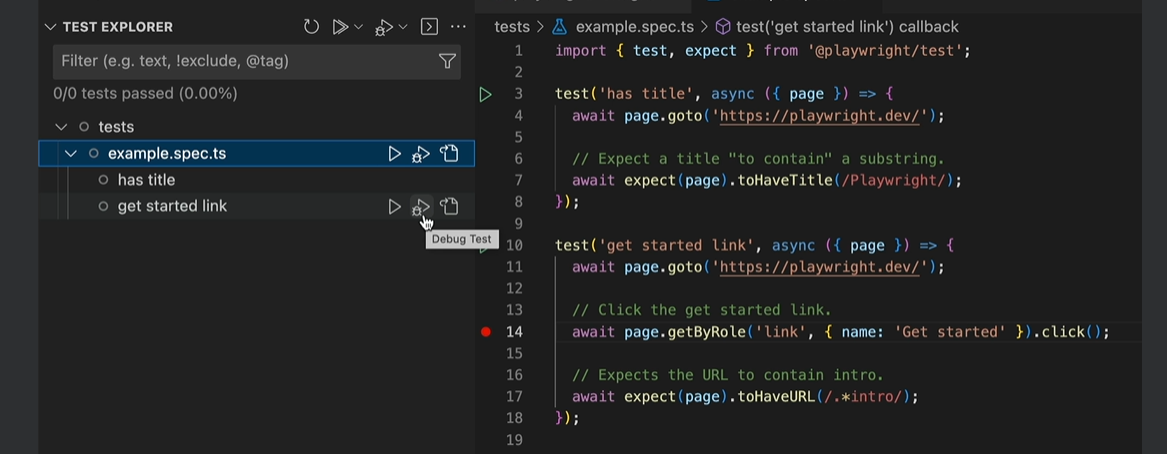 TEST EXPLORER
Filter (e.g. text, !exclude, @tag)
0/0 tests passed (0.00%)
tests
example.spec.ts
has title
get started link
Debug Test
tests > example.spec.ts > test('get started link') callback
1 import { test, expect } from '@playwright/test';
2
3 test('has title', async ({ page }) => {
4 await page.goto('https://playwright.dev/');
5
6 // Expect a title "to contain" a substring.
7 await expect(page).toHaveTitle(/Playwright/);
8 });
9
10 test('get started link', async ({ page }) => {
11 await page.goto('https://playwright.dev/');
12
13 // Click the get started link.
14 await page.getByRole('link', { name: 'Get started' }).click();
15
16 // Expects the URL to contain intro.
17 await expect(page).toHaveURL(/.*intro/);
18 });
19